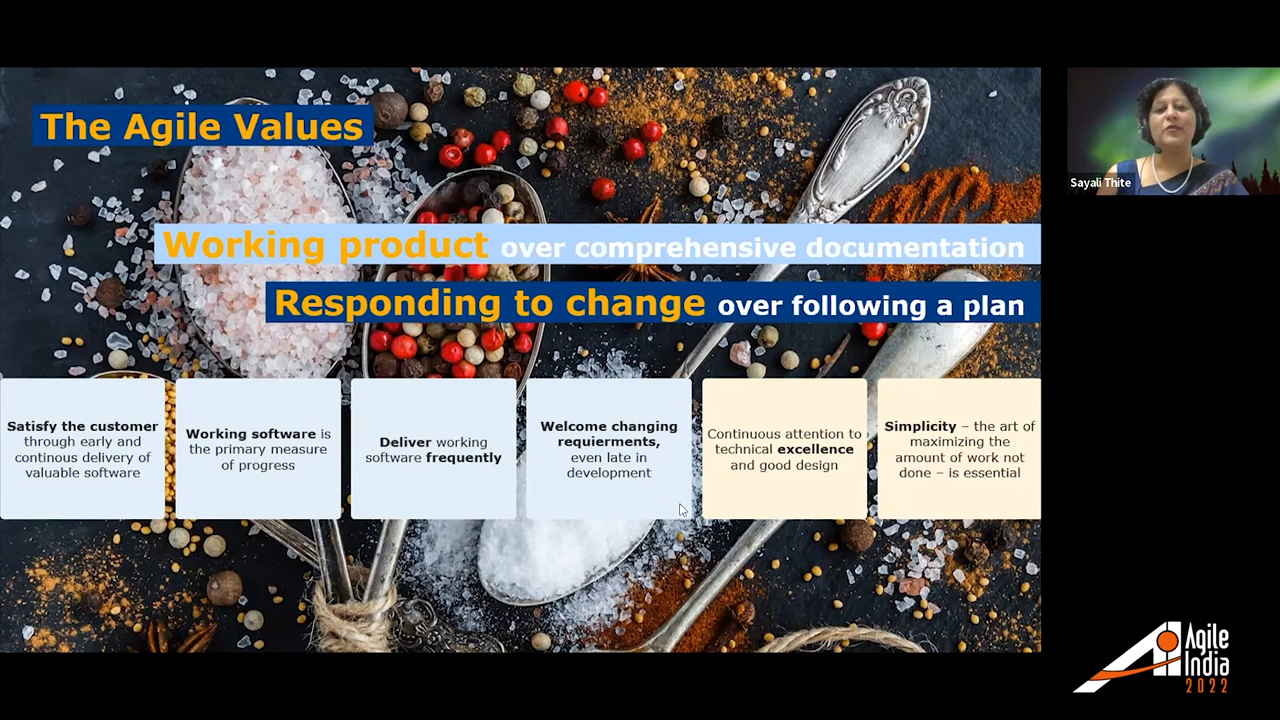 The Agile Values
Working product over comprehensive documentation
Responding to change over following a plan
Satisfy the customer
through early and
continous delivery of
valuable software
Working software is
the primary measure
of progress
Deliver working
software frequently
Welcome changing
requierments,
even late in
development
Continuous attention to
technical excellence
and good design
Simplicity – the art of
maximizing the
amount of work not
done – is essential
Sayali Thite
Agile
India
2022